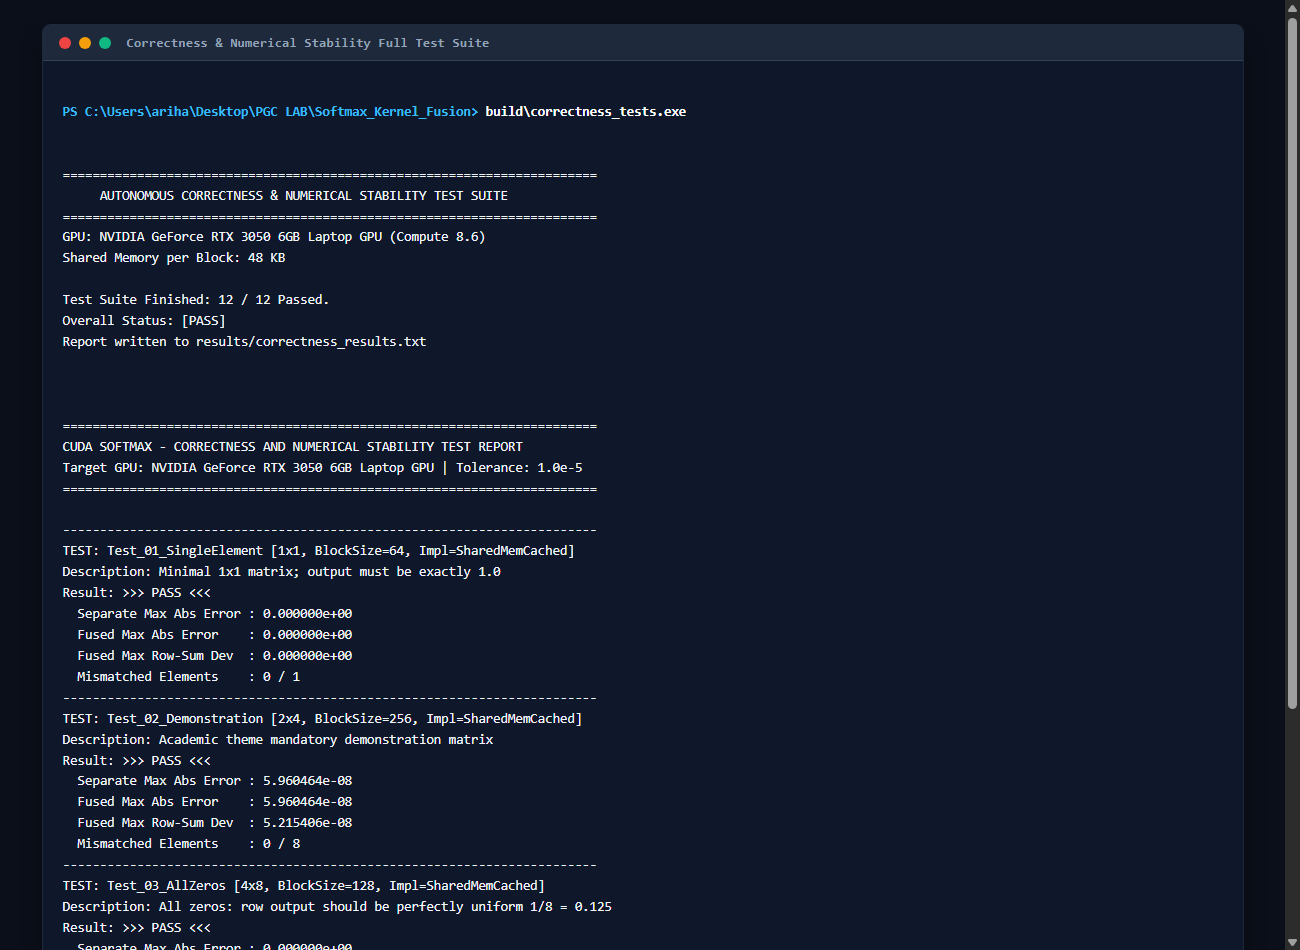 Correctness & Numerical Stability Full Test Suite
PS C:\Users\ariha\Desktop\PGC LAB\Softmax_Kernel_Fusion> build\correctness_tests.exe
========================================================================
AUTONOMOUS CORRECTNESS & NUMERICAL STABILITY TEST SUITE
========================================================================
GPU: NVIDIA GeForce RTX 3050 6GB Laptop GPU (Compute 8.6)
Shared Memory per Block: 48 KB
Test Suite Finished: 12 / 12 Passed.
Overall Status: [PASS]
Report written to results/correctness_results.txt
========================================================================
CUDA SOFTMAX - CORRECTNESS AND NUMERICAL STABILITY TEST REPORT
Target GPU: NVIDIA GeForce RTX 3050 6GB Laptop GPU | Tolerance: 1.0e-5
========================================================================
------------------------------------------------------------------------
TEST: Test_01_SingleElement [1x1, BlockSize=64, Impl=SharedMemCached]
Description: Minimal 1x1 matrix; output must be exactly 1.0
Result: >>> PASS <<<
Separate Max Abs Error : 0.000000e+00
Fused Max Abs Error    : 0.000000e+00
Fused Max Row-Sum Dev  : 0.000000e+00
Mismatched Elements    : 0 / 1
------------------------------------------------------------------------
TEST: Test_02_Demonstration [2x4, BlockSize=256, Impl=SharedMemCached]
Description: Academic theme mandatory demonstration matrix
Result: >>> PASS <<<
Separate Max Abs Error : 5.960464e-08
Fused Max Abs Error    : 5.960464e-08
Fused Max Row-Sum Dev  : 5.215406e-08
Mismatched Elements    : 0 / 8
------------------------------------------------------------------------
TEST: Test_03_AllZeros [4x8, BlockSize=128, Impl=SharedMemCached]
Description: All zeros: row output should be perfectly uniform 1/8 = 0.125
Result: >>> PASS <<<
Separate Max Abs Error : 0.000000e+00